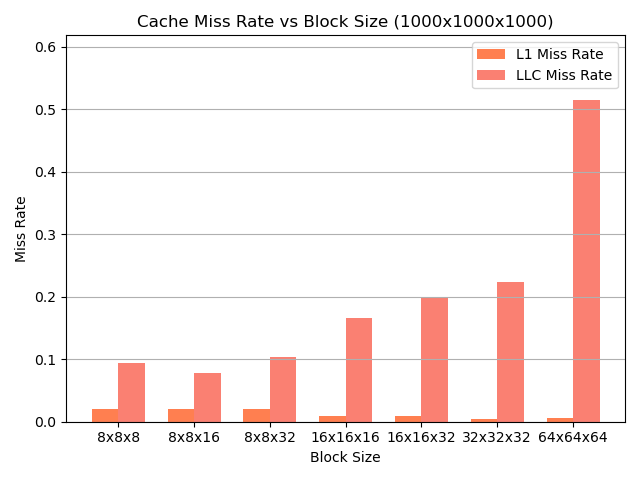 Cache Miss Rate vs Block Size (1000x1000x1000)
L1 Miss Rate
LLC Miss Rate
Miss Rate
0.6
0.5
0.4
0.3
0.2
0.1
0.0
8x8x8 8x8x16 8x8x32 16x16x16 16x16x32 32x32x32 64x64x64
Block Size